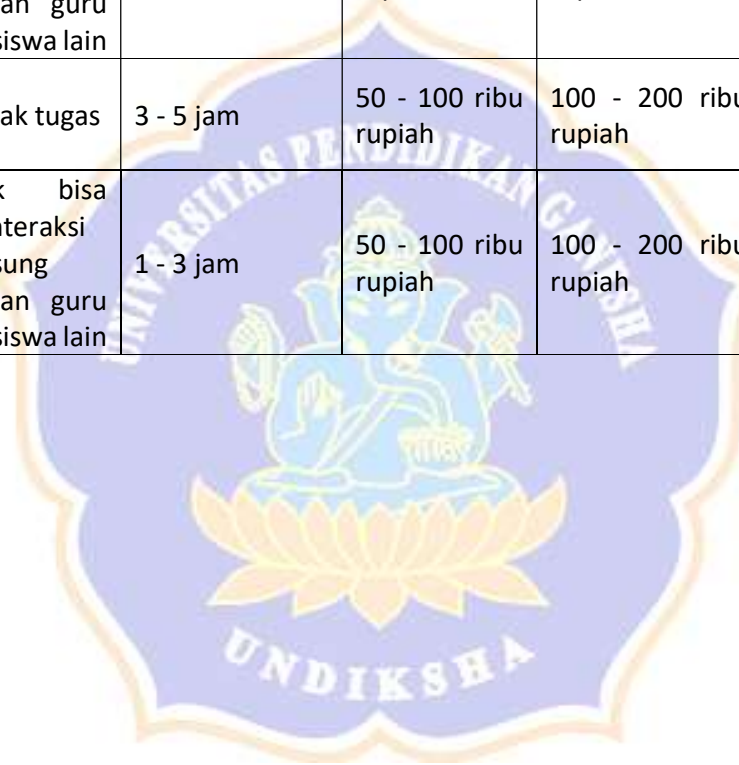 an guru
siswa lain
ak tugas
3 - 5 jam
50 - 100 ribu
rupiah
100 - 200 ribu
rupiah
k bisa
nteraksi
sung
an guru
siswa lain
1 - 3 jam
50 - 100 ribu
rupiah
100 - 200 ribu
rupiah
UNIVERSITAS PENDIDIKAN GANESHA
UNDIKSHA